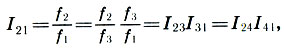 I₂₁ = f₂/f₁ = f₂/f₃ f₃/f₁ = I₂₃I₃₁ = I₂₄I₄₁,